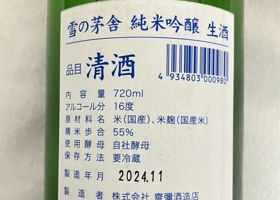 雪の茅舎 純米吟醸 生酒
品目 清酒
4 934803 000980
内容量 720ml
アルコール分 16度
原材料名 米(国産)、米麹(国産米)
精米歩合 55%
使用酵母 自社酵母
保存方法 要冷蔵
製造年月 2024.11
製造者 株式会社 齋彌酒造店